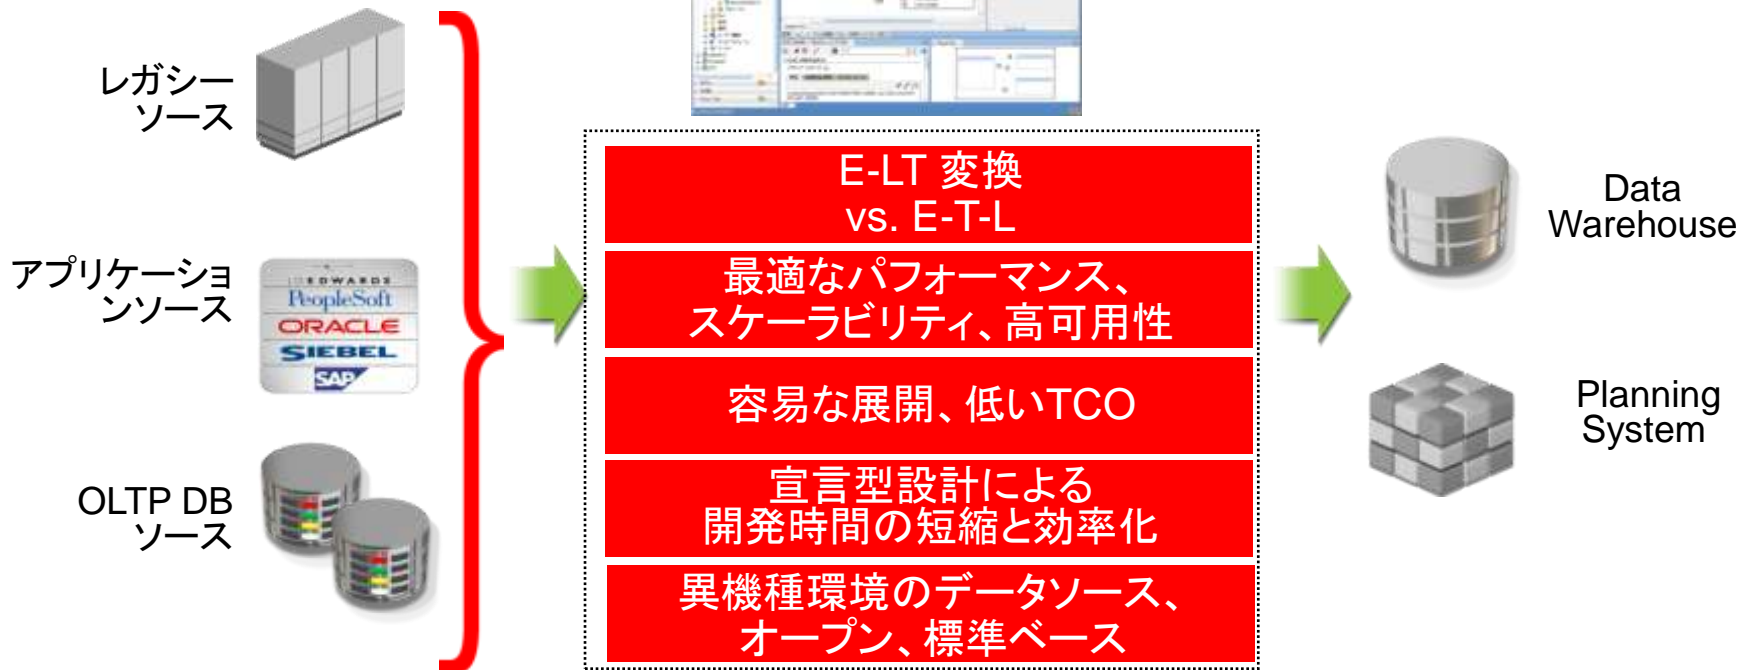 レガシー
ソース
アプリケーショ
ンソース
EDWARDS
PeopleSoft
ORACLE
SIEBEL
SAP
OLTP DB
ソース
E-LT 変換
vs. E-T-L
最適なパフォーマンス、
スケーラビリティ、高可用性
容易な展開、低いTCO
宣言型設計による
開発時間の短縮と効率化
異機種環境のデータソース、
オープン、標準ベース
Data
Warehouse
Planning
System